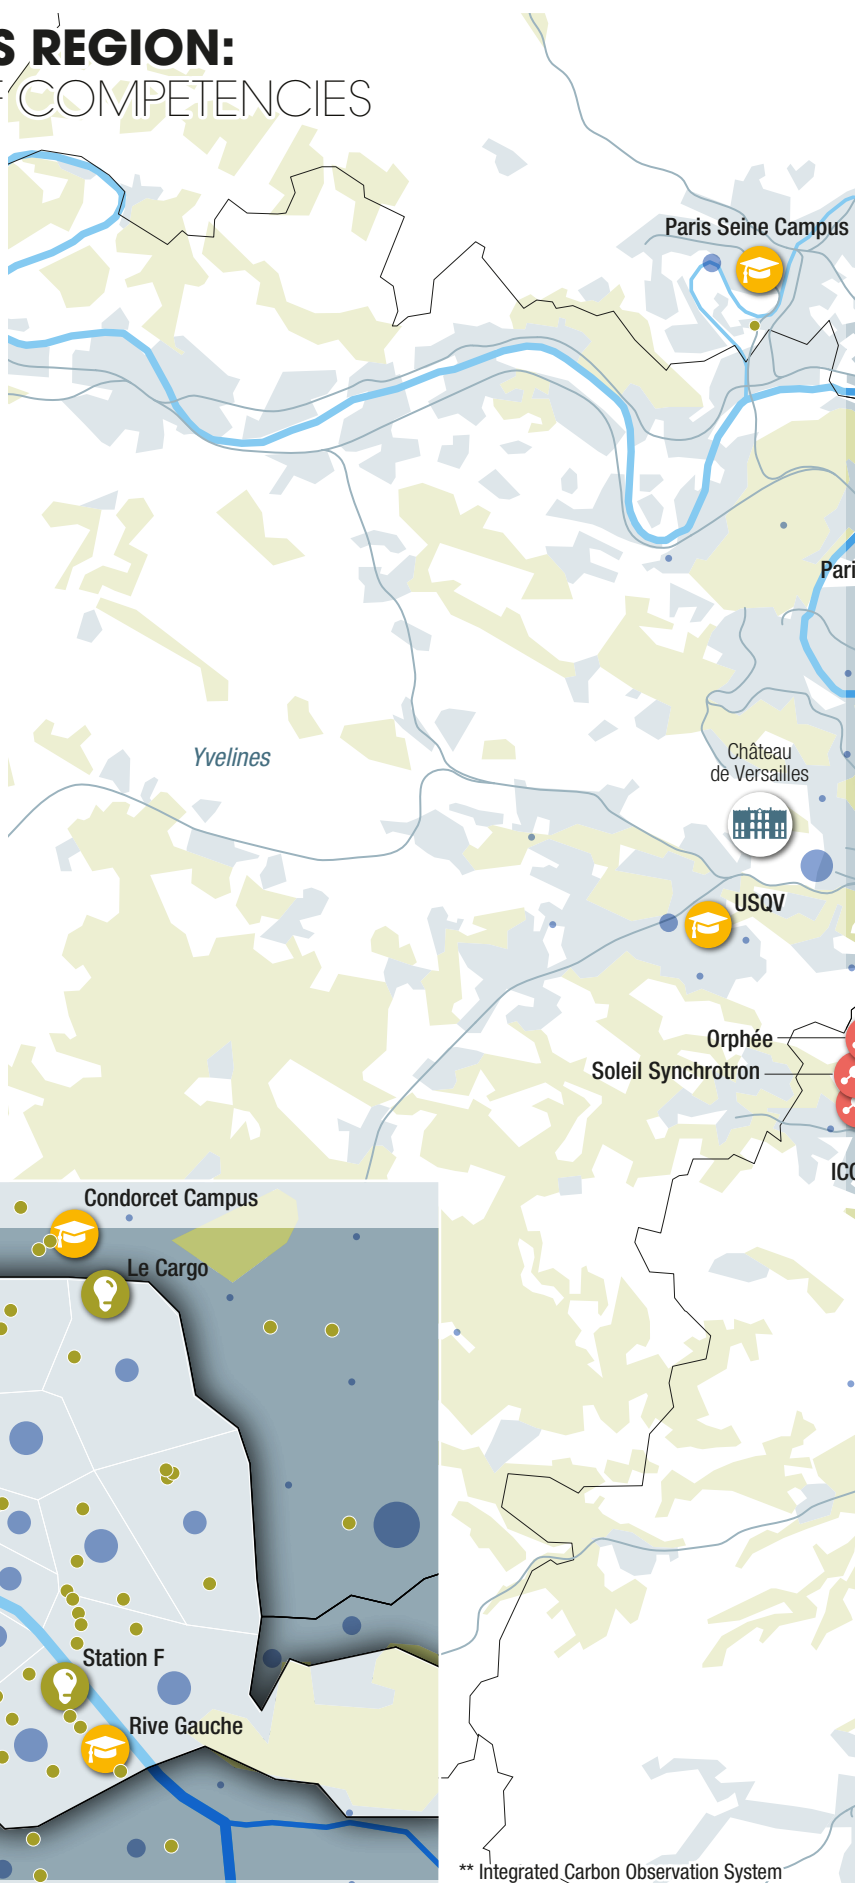 S REGION:
F COMPETENCIES
Paris Seine Campus
Pari
Yvelines
Château
de Versailles
USQV
Orphée
Soleil Synchrotron
ICO
Condorcet Campus
Le Cargo
Station F
Rive Gauche
** Integrated Carbon Observation System